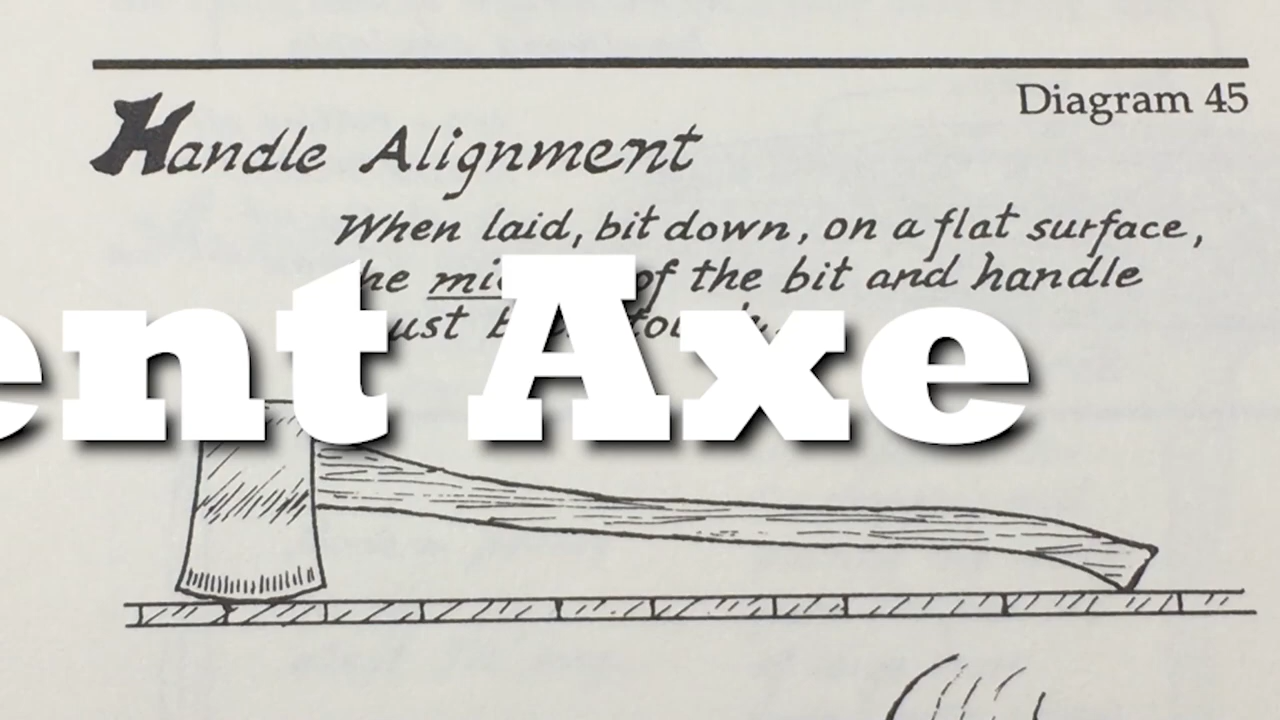 Diagram 45
Handle Alignment
When laid, bit down, on a flat surface,
of the bit and handle
ent Axe